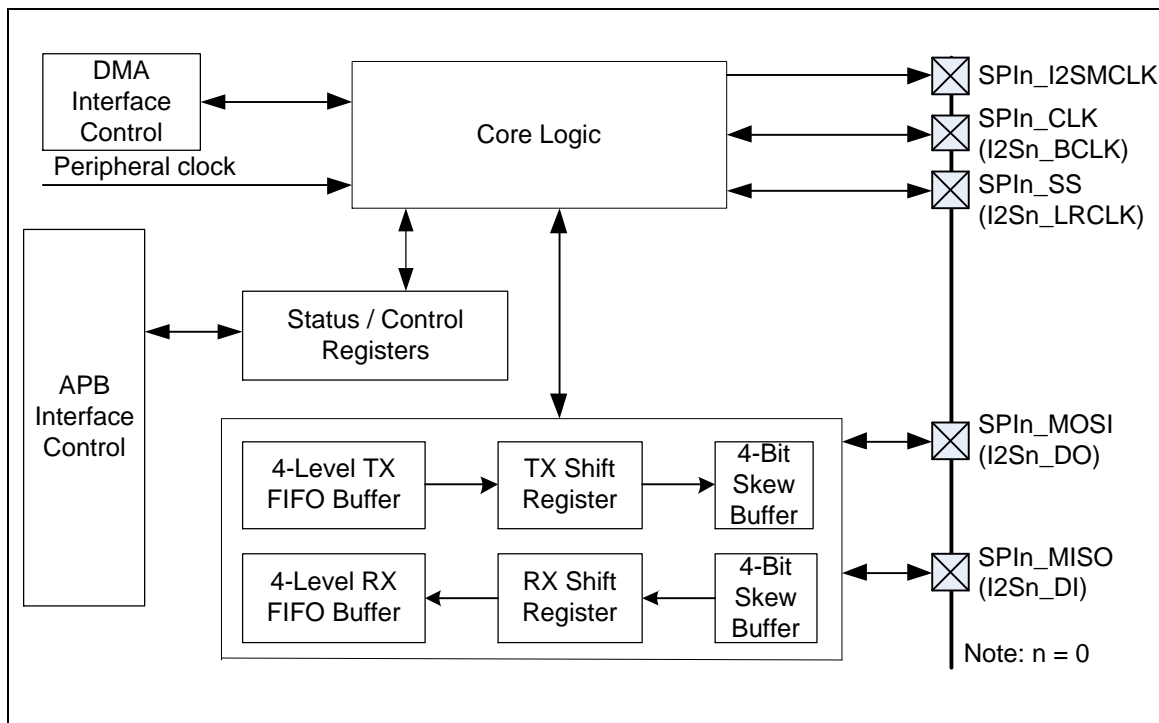 DMA
Interface
Control
Peripheral clock
Core Logic
SPIn_I2SMCLK
SPIn_CLK
(I2Sn_BCLK)
SPIn_SS
(I2Sn_LRCLK)
Status / Control
Registers
APB
Interface
Control
4-Level TX
FIFO Buffer
TX Shift
Register
4-Bit
Skew
Buffer
SPIn_MOSI
(I2Sn_DO)
4-Level RX
FIFO Buffer
RX Shift
Register
4-Bit
Skew
Buffer
SPIn_MISO
(I2Sn_DI)
Note: n = 0